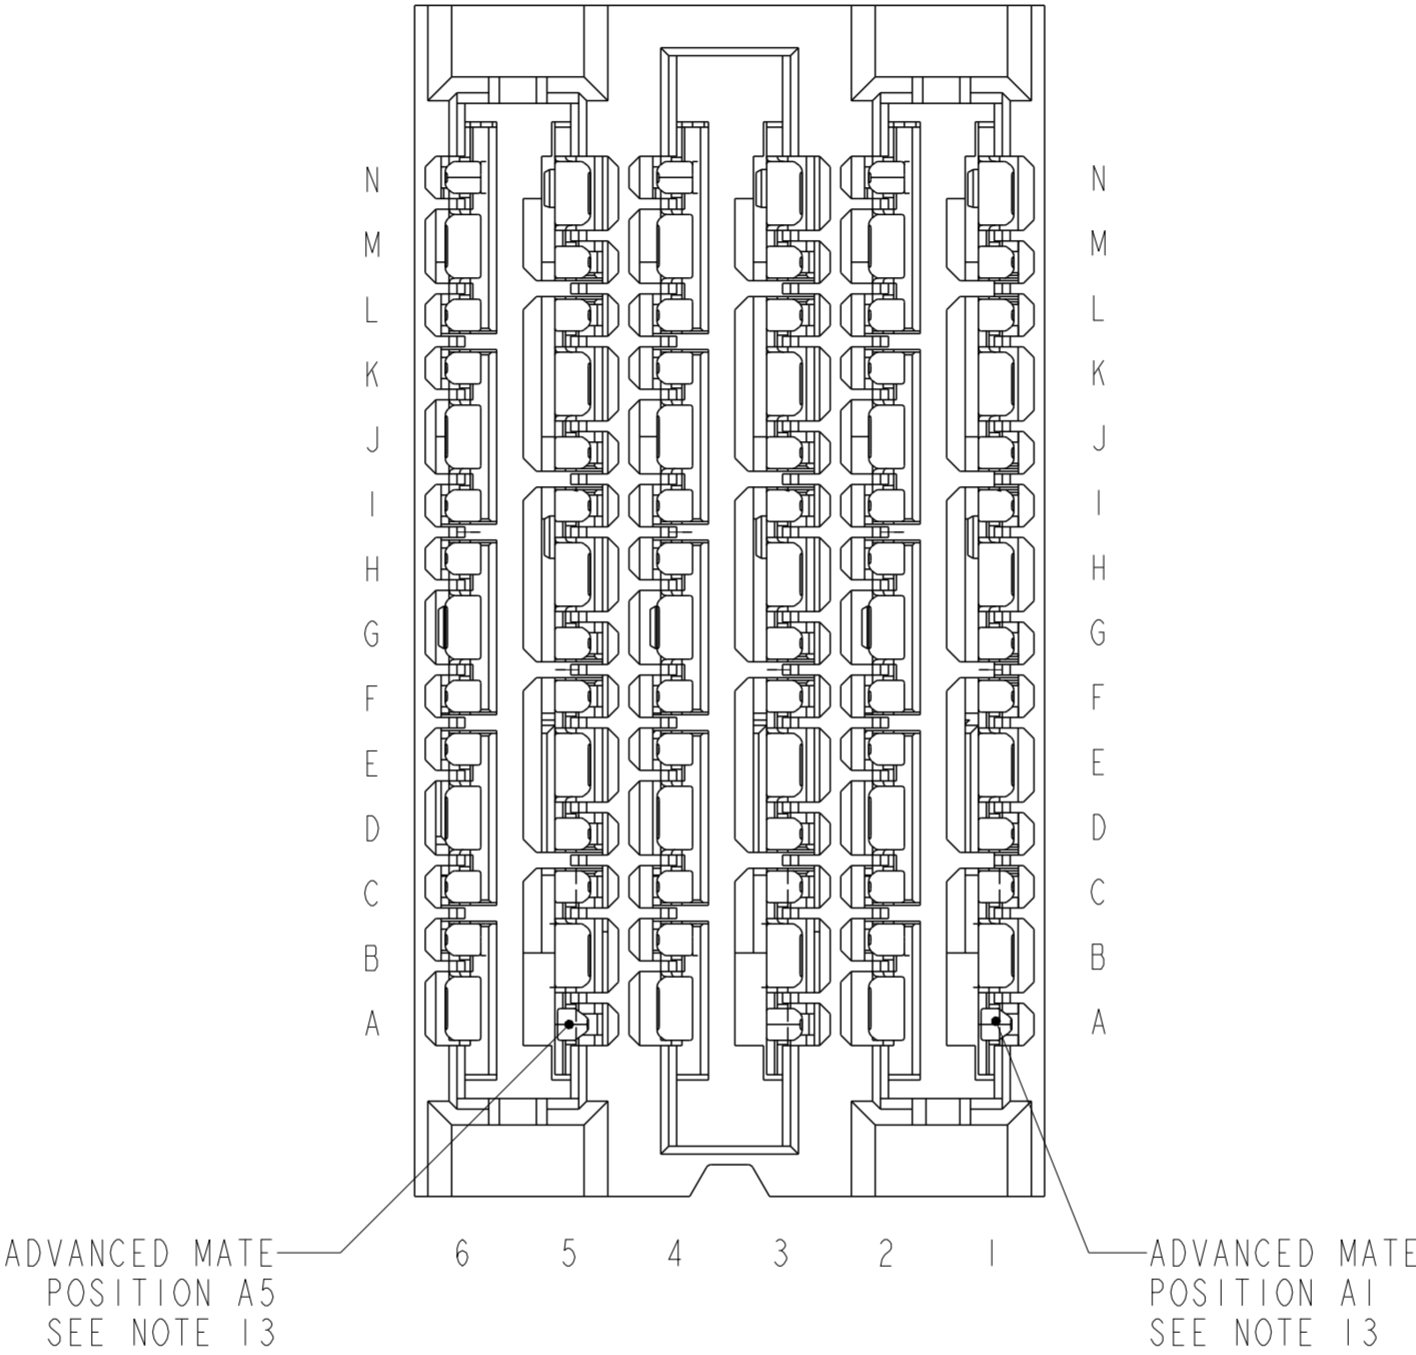 N N
M M
L L
K K
J J
I I
H H
G G
F F
E E
D D
C C
B B
A A
6 5 4 3 2 1
ADVANCED MATE
POSITION A5
SEE NOTE 13
ADVANCED MATE
POSITION A1
SEE NOTE 13